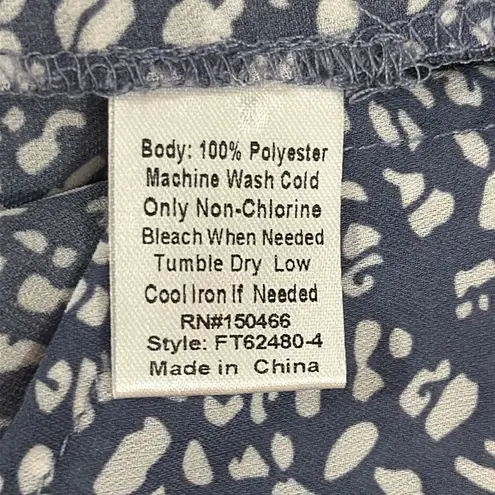 Body: 100% Polyester
Machine Wash Cold
Only Non-Chlorine
Bleach When Needed
Tumble Dry Low
Cool Iron If Needed
RN#150466
Style: FT62480-4
Made in China